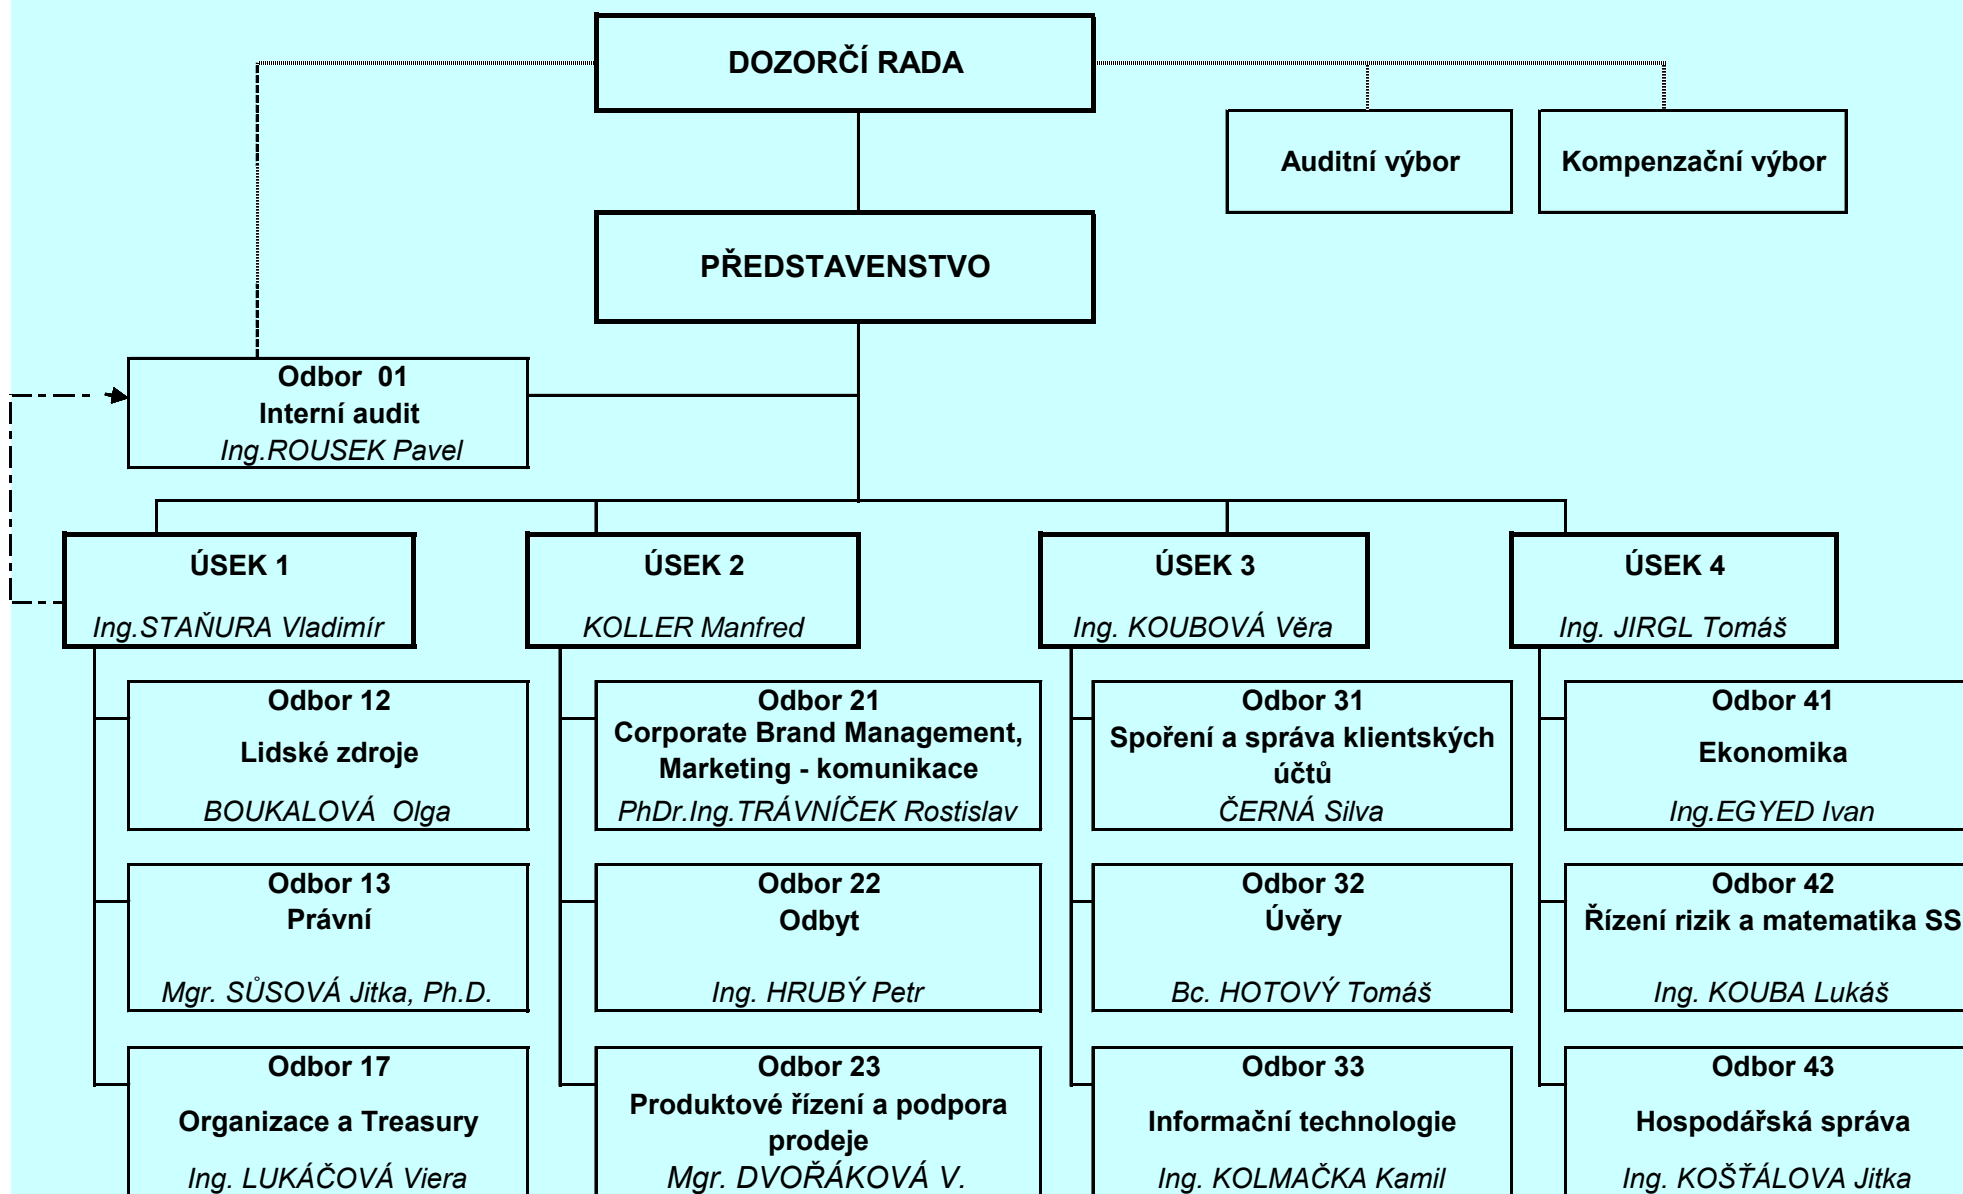 DOZORČÍ RADA
Auditní výbor
Kompenzační výbor
PŘEDSTAVENSTVO
Odbor  01
Interní audit
Ing.ROUSEK Pavel
ÚSEK 1
Ing.STAŇURA Vladimír
ÚSEK 2
KOLLER Manfred
ÚSEK 3
Ing. KOUBOVÁ Věra
ÚSEK 4
Ing. JIRGL Tomáš
Odbor 12
Lidské zdroje
BOUKALOVÁ  Olga
Odbor 21
Corporate Brand Management,
Marketing - komunikace
PhDr.Ing.TRÁVNÍČEK Rostislav
Odbor 31
Spoření a správa klientských
účtů
ČERNÁ Silva
Odbor 41
Ekonomika
Ing.EGYED Ivan
Odbor 13
Právní
Mgr. SŮSOVÁ Jitka, Ph.D.
Odbor 22
Odbyt
Ing. HRUBÝ Petr
Odbor 32
Úvěry
Bc. HOTOVÝ Tomáš
Odbor 42
Řízení rizik a matematika SS
Ing. KOUBA Lukáš
Odbor 17
Organizace a Treasury
Ing. LUKÁČOVÁ Viera
Odbor 23
Produktové řízení a podpora
prodeje
Mgr. DVOŘÁKOVÁ V.
Odbor 33
Informační technologie
Ing. KOLMAČKA Kamil
Odbor 43
Hospodářská správa
Ing. KOŠŤÁLOVA Jitka